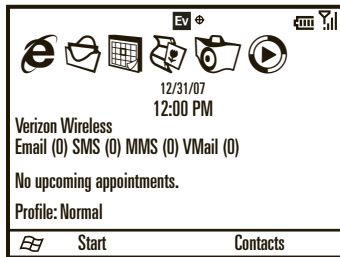 Ev
12/31/07
12:00 PM
Verizon Wireless
Email (0) SMS (0) MMS (0) VMail (0)
No upcoming appointments.
Profile: Normal
Start Contacts